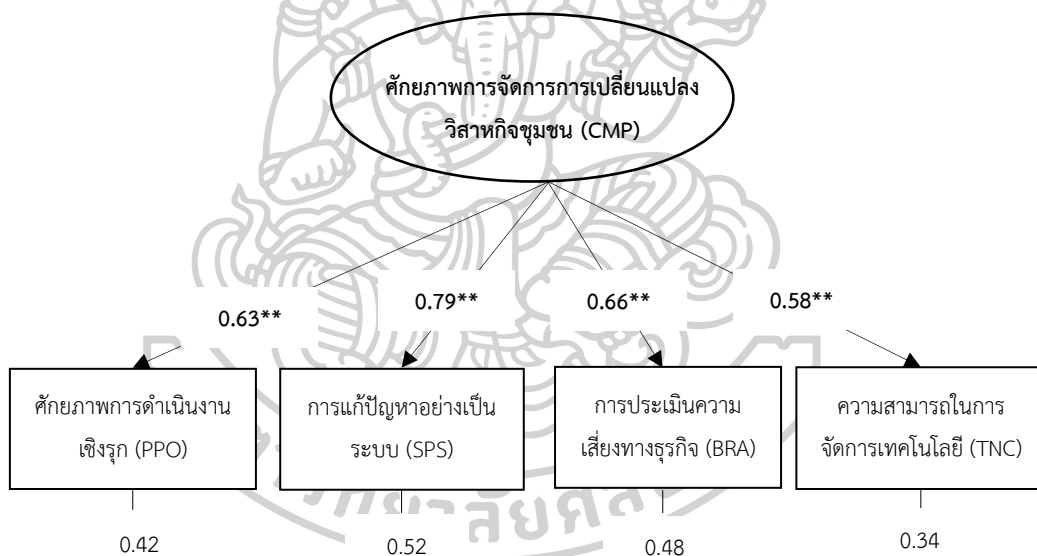 ศักยภาพการจัดการการเปลี่ยนแปลง
วิสาหกิจชุมชน (CMP)
0.63**
0.79**
0.66**
0.58**
ศักยภาพการดำเนินงาน
เชิงรุก (PPO)
การแก้ปัญหาอย่างเป็น
ระบบ (SPS)
การประเมินความ
เสี่ยงทางธุรกิจ (BRA)
ความสามารถในการ
จัดการเทคโนโลยี (TNC)
0.42
0.52
0.48
0.34